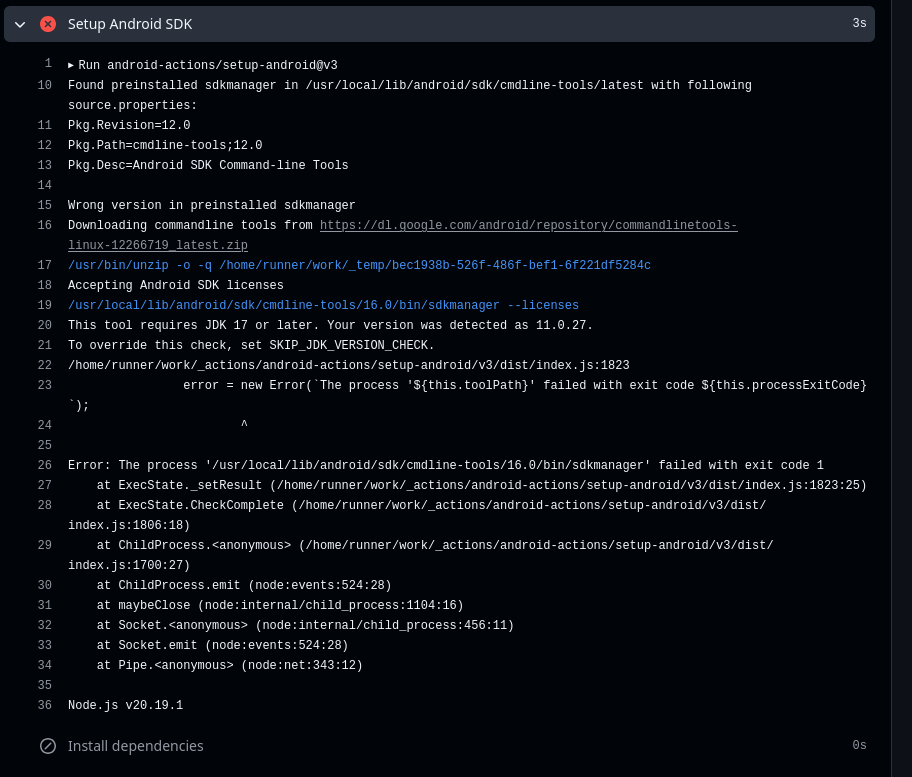 Setup Android SDK 3s
1 ▸ Run android-actions/setup-android@v3
10 Found preinstalled sdkmanager in /usr/local/lib/android/sdk/cmdline-tools/latest with following
source.properties:
11 Pkg.Revision=12.0
12 Pkg.Path=cmdline-tools;12.0
13 Pkg.Desc=Android SDK Command-line Tools
14
15 Wrong version in preinstalled sdkmanager
16 Downloading commandline tools from https://dl.google.com/android/repository/commandlinetools-
linux-12266719_latest.zip
17 /usr/bin/unzip -o -q /home/runner/work/_temp/bec1938b-526f-486f-bef1-6f221df5284c
18 Accepting Android SDK licenses
19 /usr/local/lib/android/sdk/cmdline-tools/16.0/bin/sdkmanager --licenses
20 This tool requires JDK 17 or later. Your version was detected as 11.0.27.
21 To override this check, set SKIP_JDK_VERSION_CHECK.
22 /home/runner/work/_actions/android-actions/setup-android/v3/dist/index.js:1823
23                 error = new Error(`The process '${this.toolPath}' failed with exit code ${this.processExitCode}
`);
24                         ^
25
26 Error: The process '/usr/local/lib/android/sdk/cmdline-tools/16.0/bin/sdkmanager' failed with exit code 1
27     at ExecState._setResult (/home/runner/work/_actions/android-actions/setup-android/v3/dist/index.js:1823:25)
28     at ExecState.CheckComplete (/home/runner/work/_actions/android-actions/setup-android/v3/dist/
index.js:1806:18)
29     at ChildProcess.<anonymous> (/home/runner/work/_actions/android-actions/setup-android/v3/dist/
index.js:1700:27)
30     at ChildProcess.emit (node:events:524:28)
31     at maybeClose (node:internal/child_process:1104:16)
32     at Socket.<anonymous> (node:internal/child_process:456:11)
33     at Socket.emit (node:events:524:28)
34     at Pipe.<anonymous> (node:net:343:12)
35
36 Node.js v20.19.1
Install dependencies 0s